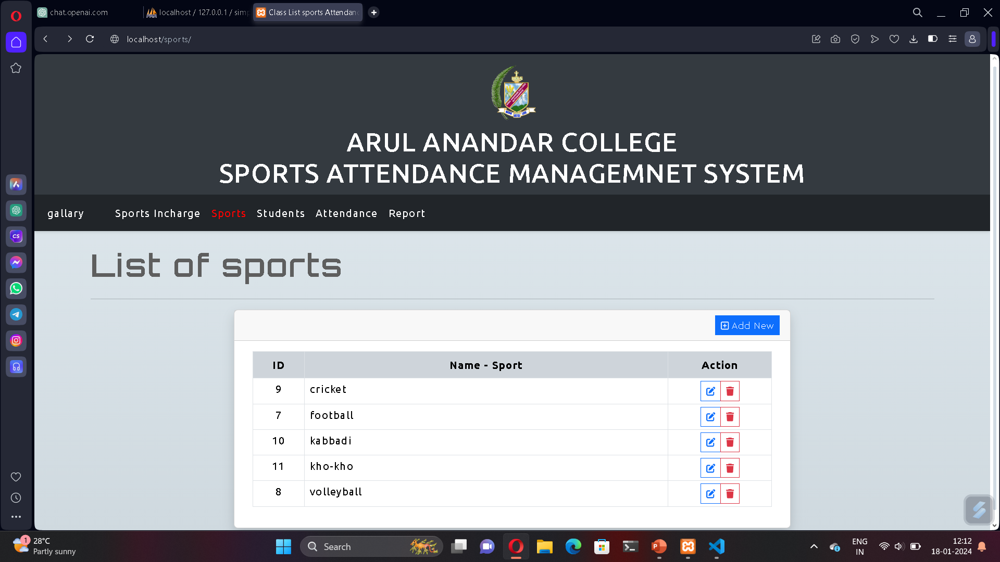 chat.openai.com
localhost / 127.0.0.1 / sim
Class List sports Attendan
localhost/sports/
ARUL ANANDAR COLLEGE
SPORTS ATTENDANCE MANAGEMNET SYSTEM
gallary Sports Incharge Sports Students Attendance Report
List of sports
Add New
ID Name - Sport Action
9 cricket
7 football
10 kabbadi
11 kho-kho
8 volleyball
1
28°C
Partly sunny
Search
ENG
IN
12:12
18-01-2024